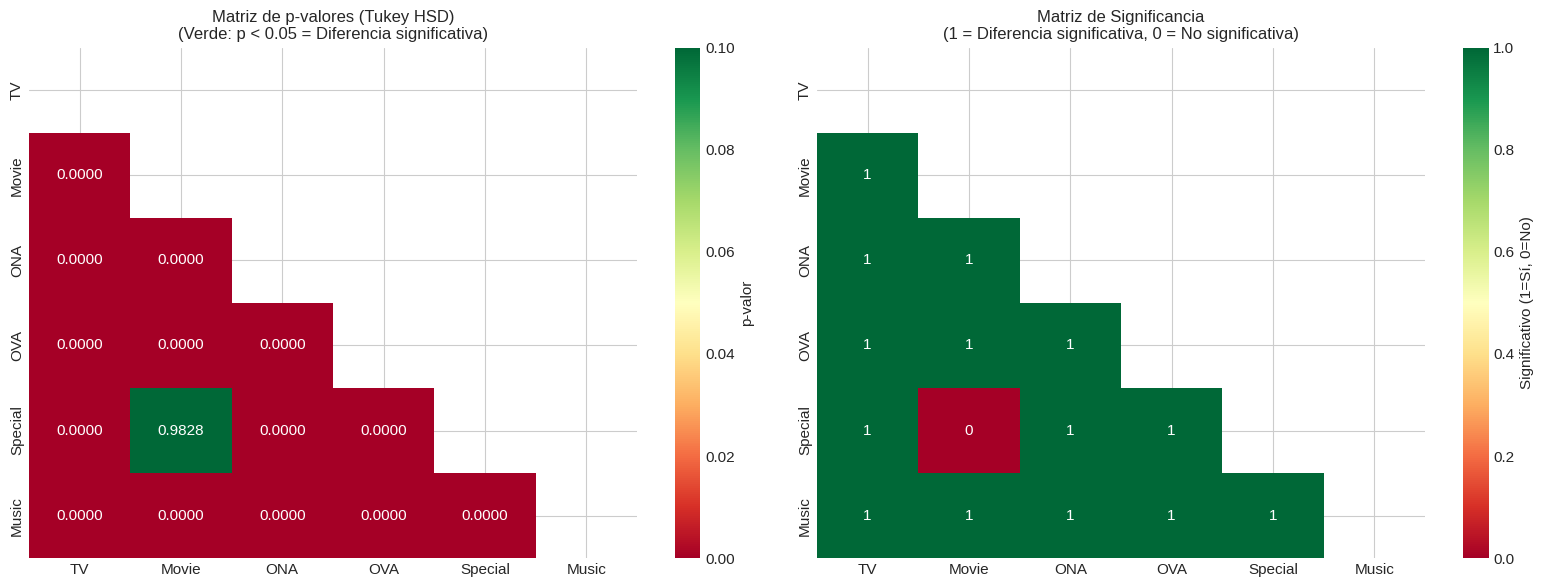 Matriz de p-valores (Tukey HSD)
(Verde: p < 0.05 = Diferencia significativa)
TV
Movie
0.0000
ONA
0.0000 0.0000
OVA
0.0000 0.0000 0.0000
Special
0.0000 0.9828 0.0000 0.0000
Music
0.0000 0.0000 0.0000 0.0000 0.0000
TV Movie ONA OVA Special Music
0.10
0.08
0.06
0.04
0.02
0.00
p-valor
Matriz de Significancia
(1 = Diferencia significativa, 0 = No significativa)
TV
Movie
1
ONA
1 1
OVA
1 1 1
Special
1 0 1 1
Music
1 1 1 1 1
TV Movie ONA OVA Special Music
1.0
0.8
0.6
0.4
0.2
0.0
Significativo (1=Sí, 0=No)